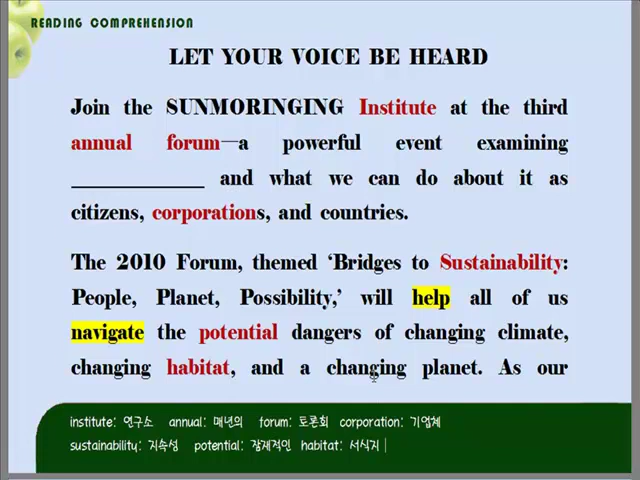 READING COMPREHENSION
LET YOUR VOICE BE HEARD
Join the SUNMORINGING Institute at the third
annual forum—a powerful event examining
____________ and what we can do about it as
citizens, corporations, and countries.
The 2010 Forum, themed ‘Bridges to Sustainability:
People, Planet, Possibility,’ will help all of us
navigate the potential dangers of changing climate,
changing habitat, and a changing planet. As our
institute: 연구소 annual: 매년의 forum: 토론회 corporation: 기업체
sustainability: 지속성 potential: 잠재적인 habitat: 서식지